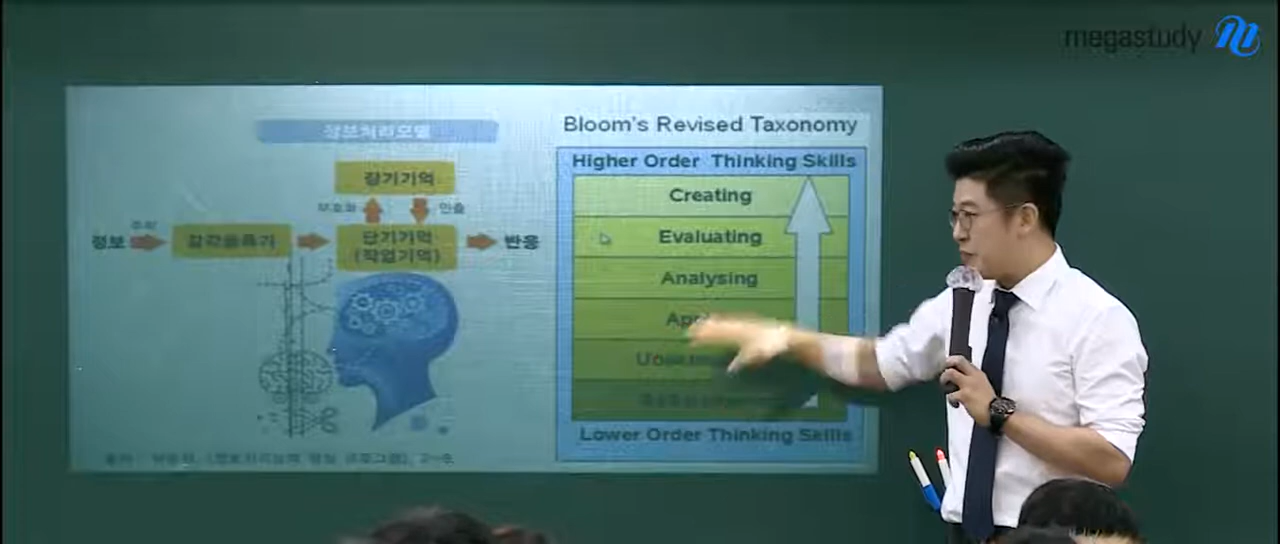 megastudy
정보처리모델
장기기억
부호화
인출
정보
주의
감각등록기
단기기억
(작업기억)
반응
Bloom's Revised Taxonomy
Higher Order Thinking Skills
Creating
Evaluating
Analysing
Lower Order Thinking Skills